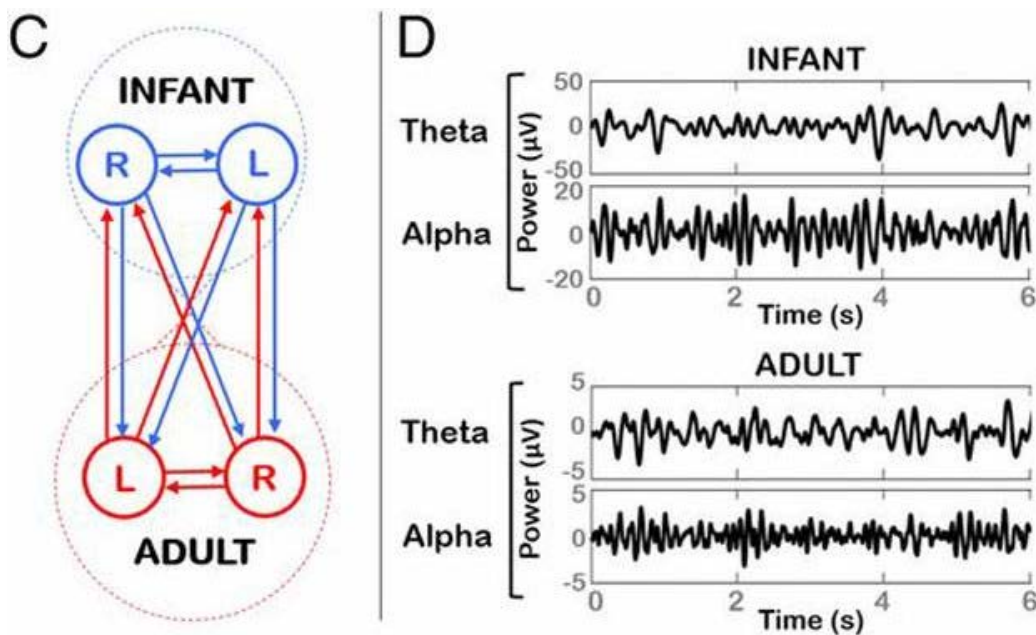 C
INFANT
R L
L R
ADULT
D
INFANT
Theta
Alpha
Power (μV)
50
0
-50
20
0
-20
0 2 4 6
Time (s)
ADULT
Theta
Alpha
Power (μV)
5
0
-5
5
0
-5
0 2 4 6
Time (s)